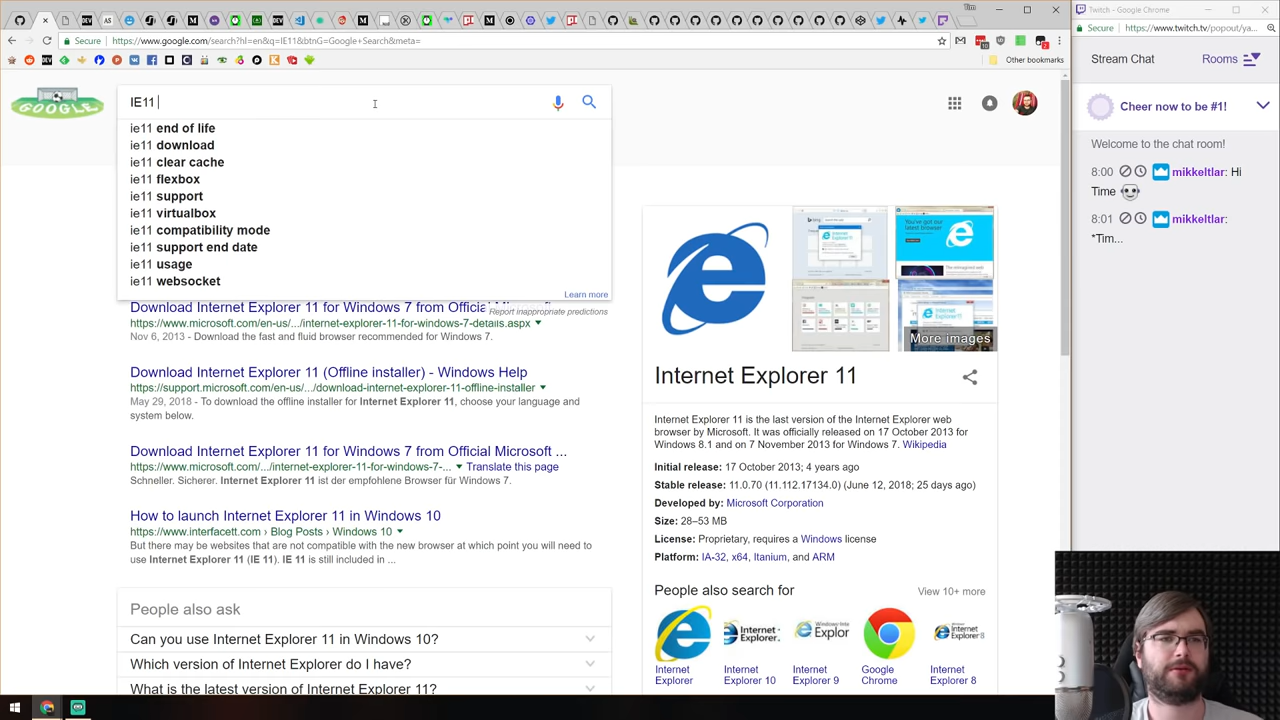 Tim
Twitch - Google Chrome
Secure
https://www.google.com/search?hl=en&q=IE11&btnG=Google+Search&meta=
Secure
https://www.twitch.tv/popout/ya...
Other bookmarks
Stream Chat
Rooms
GOOGLE
IE11
ie11 end of life
ie11 download
ie11 clear cache
ie11 flexbox
ie11 support
ie11 virtualbox
ie11 compatibility mode
ie11 support end date
ie11 usage
ie11 websocket
Learn more
Report inappropriate predictions
Download Internet Explorer 11 for Windows 7 from Official
https://www.microsoft.com/en-us/.../internet-explorer-11-for-windows-7-details.aspx
Nov 6, 2013 - Download the fast and fluid browser recommended for Windows 7.
Download Internet Explorer 11 (Offline installer) - Windows Help
https://support.microsoft.com/en-us/.../download-internet-explorer-11-offline-installer
May 29, 2018 - To download the offline installer for Internet Explorer 11, choose your language and
system below.
Download Internet Explorer 11 for Windows 7 from Official Microsoft ...
https://www.microsoft.com/.../internet-explorer-11-for-windows-7-... Translate this page
Schneller. Sicherer. Internet Explorer 11 ist der empfohlene Browser für Windows 7.
How to launch Internet Explorer 11 in Windows 10
https://www.interfacett.com › Blog Posts › Windows 10
But there may be websites that are not compatible with the new browser at which point you will need to
use Internet Explorer 11 (IE 11). IE 11 is still included in ...
People also ask
Can you use Internet Explorer 11 in Windows 10?
Which version of Internet Explorer do I have?
What is the latest version of Internet Explorer 11?
More images
Internet Explorer 11
Internet Explorer 11 is the last version of the Internet Explorer web
browser by Microsoft. It was officially released on 17 October 2013 for
Windows 8.1 and on 7 November 2013 for Windows 7. Wikipedia
Initial release: 17 October 2013; 4 years ago
Stable release: 11.0.70 (11.112.17134.0) (June 12, 2018; 25 days ago)
Developed by: Microsoft Corporation
Size: 28–53 MB
License: Proprietary, requires a Windows license
Platform: IA-32, x64, Itanium, and ARM
People also search for
View 10+ more
Internet
Explorer
Internet
Explorer 10
Internet
Explorer 9
Google
Chrome
Internet
Explorer 8
Cheer now to be #1!
Welcome to the chat room!
8:00 mikkeltlar: Hi
Time
8:01 mikkeltlar:
*Tim...